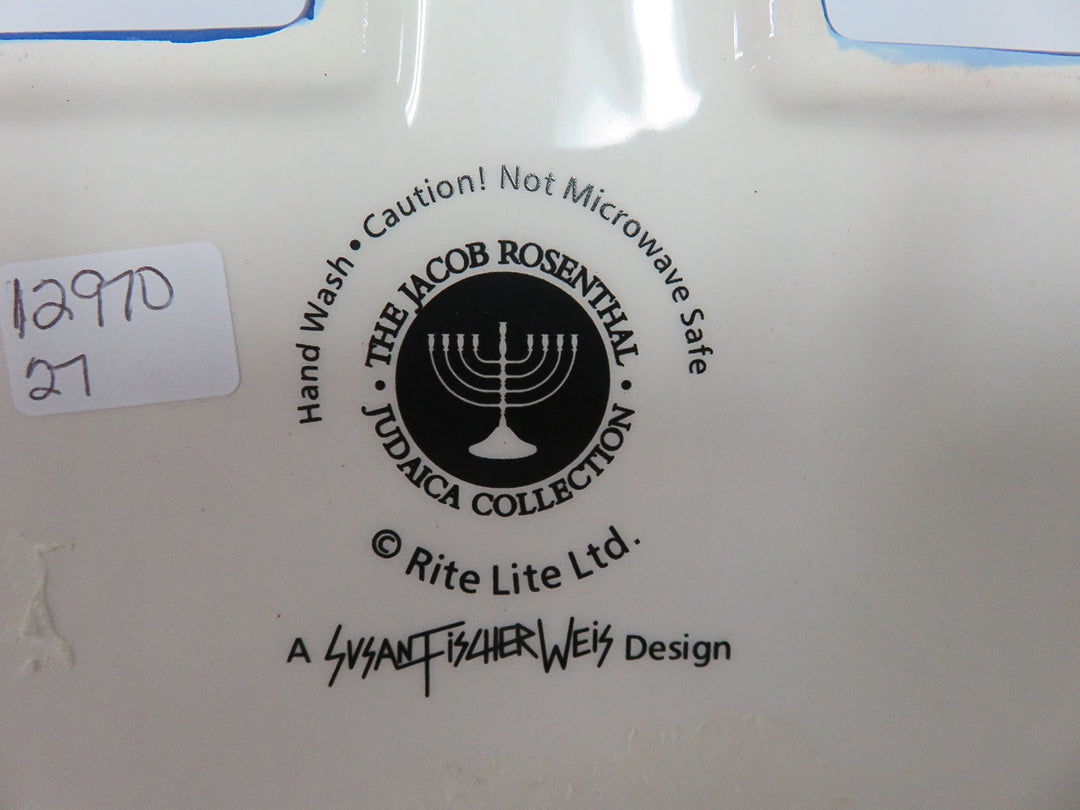 12970
27
Hand Wash • Caution! Not Microwave Safe
THE JACOB ROSENTHAL
• JUDAICA COLLECTION •
© Rite Lite Ltd.
A SUSAN FISCHER WEIS Design